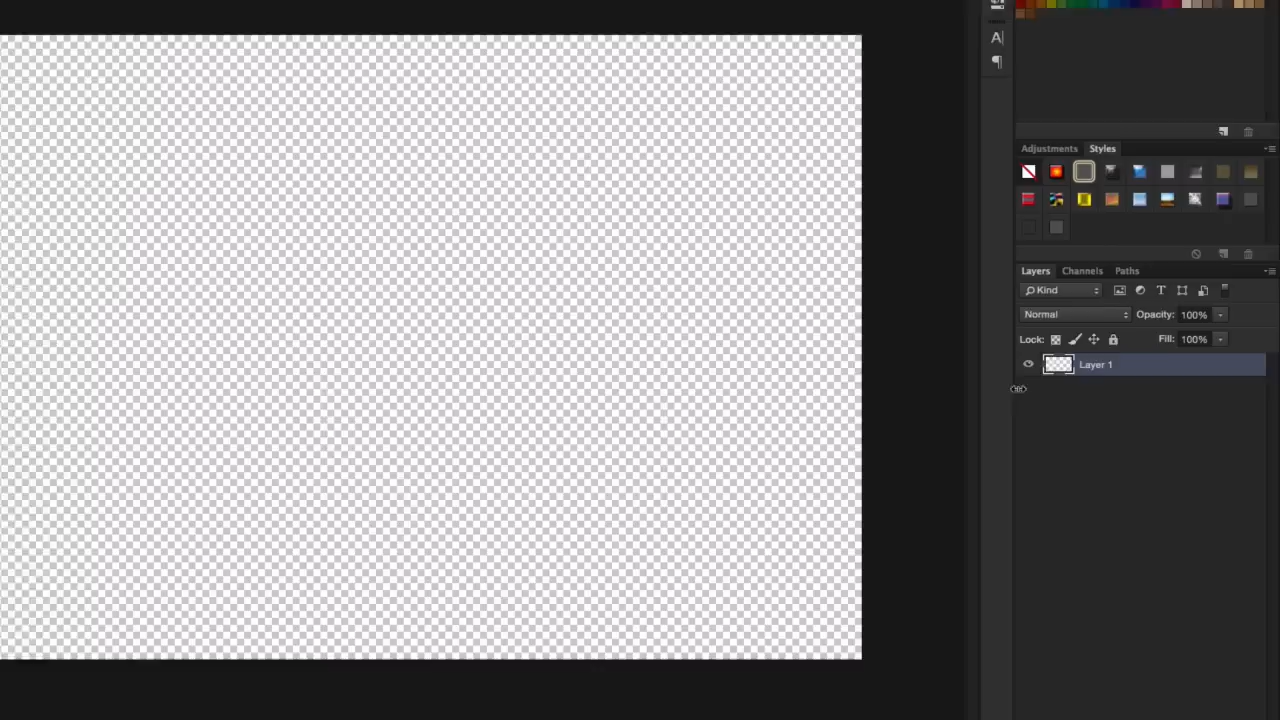 A|
¶
Adjustments Styles
Layers Channels Paths
Kind T
Normal Opacity: 100%
Lock: Fill: 100%
Layer 1